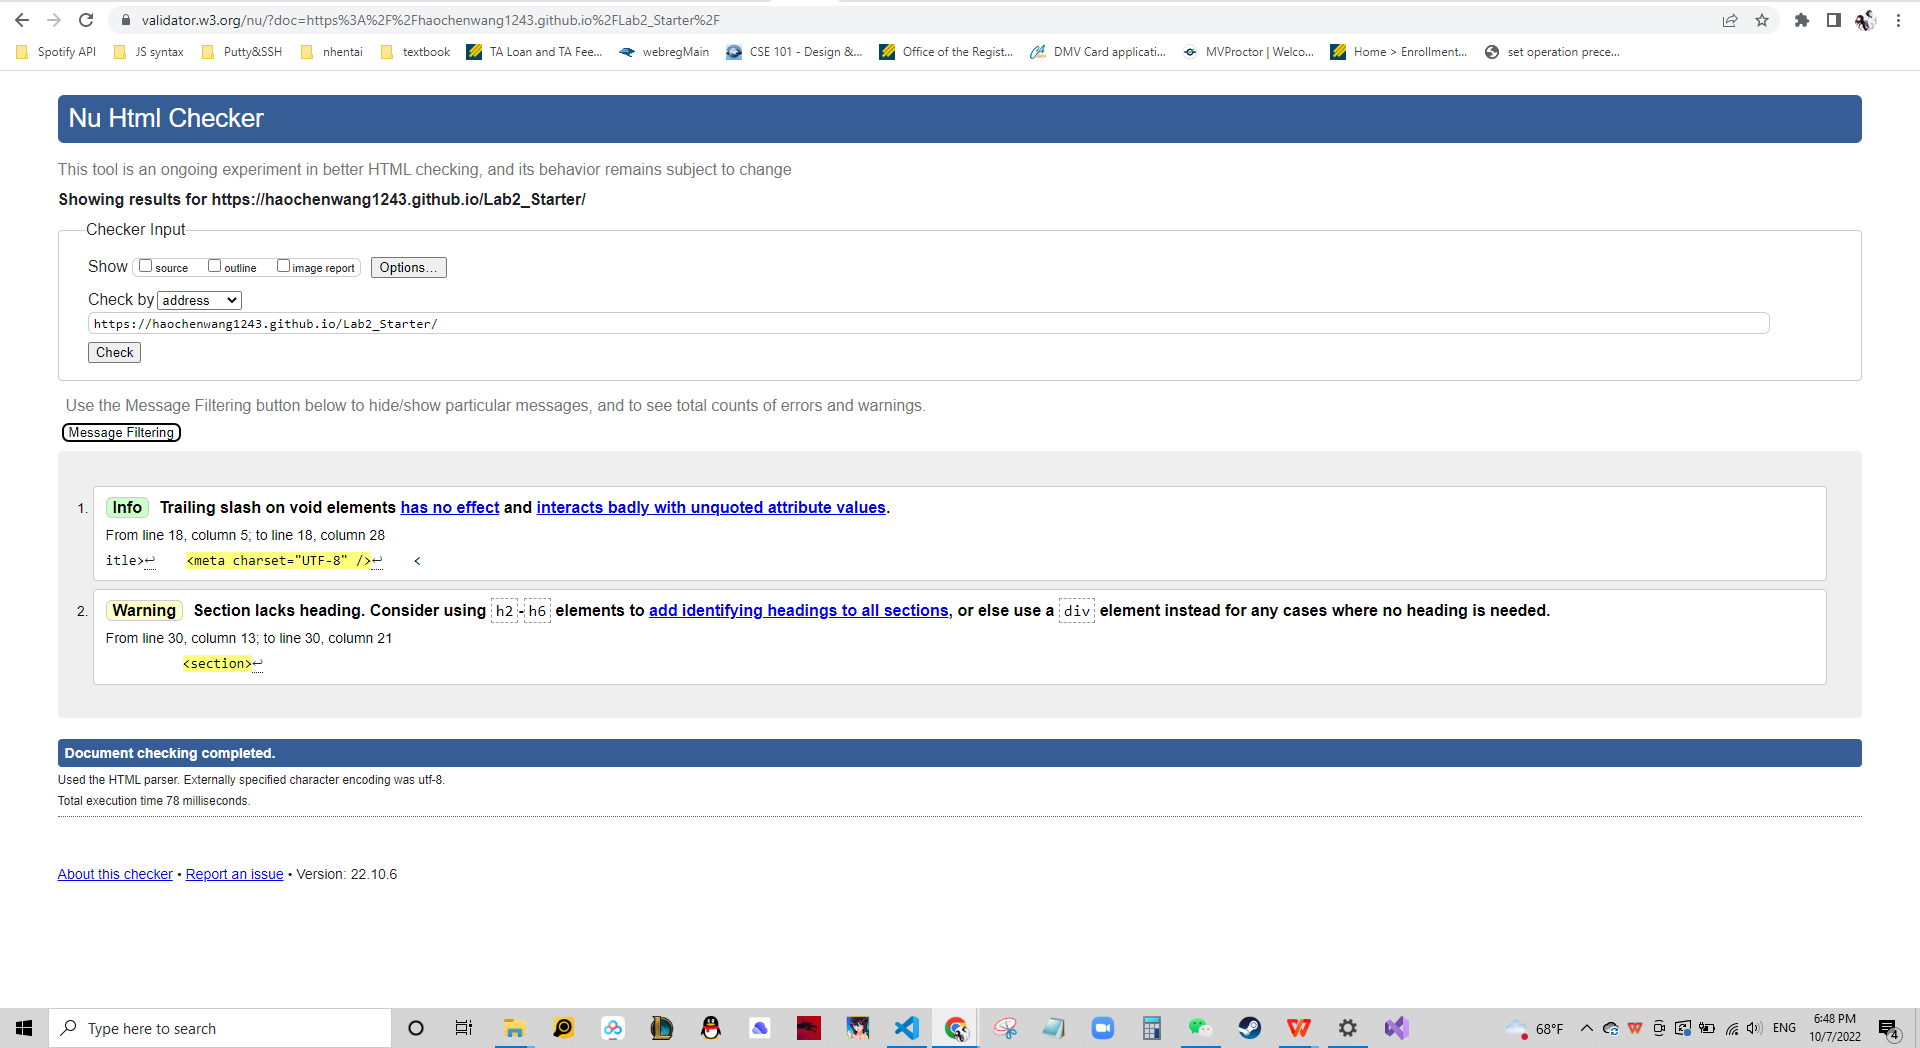 validator.w3.org/nu/?doc=https%3A%2F%2Fhaochenwang1243.github.io%2FLab2_Starter%2F
Spotify API JS syntax Putty&SSH nhentai textbook TA Loan and TA Fee... webregMain CSE 101 - Design &... Office of the Regist... DMV Card applicati... MVProctor | Welco... Home > Enrollment... set operation prece...
Nu Html Checker
This tool is an ongoing experiment in better HTML checking, and its behavior remains subject to change
Showing results for https://haochenwang1243.github.io/Lab2_Starter/
Checker Input
Show source outline image report Options...
Check by address
https://haochenwang1243.github.io/Lab2_Starter/
Check
Use the Message Filtering button below to hide/show particular messages, and to see total counts of errors and warnings.
Message Filtering
1. Info Trailing slash on void elements has no effect and interacts badly with unquoted attribute values.
From line 18, column 5; to line 18, column 28
itle>↩ <meta charset="UTF-8" />↩ <
2. Warning Section lacks heading. Consider using h2-h6 elements to add identifying headings to all sections, or else use a div element instead for any cases where no heading is needed.
From line 30, column 13; to line 30, column 21
<section>↩
Document checking completed.
Used the HTML parser. Externally specified character encoding was utf-8.
Total execution time 78 milliseconds.
About this checker • Report an issue • Version: 22.10.6
Type here to search
68°F ENG 6:48 PM
10/7/2022
4